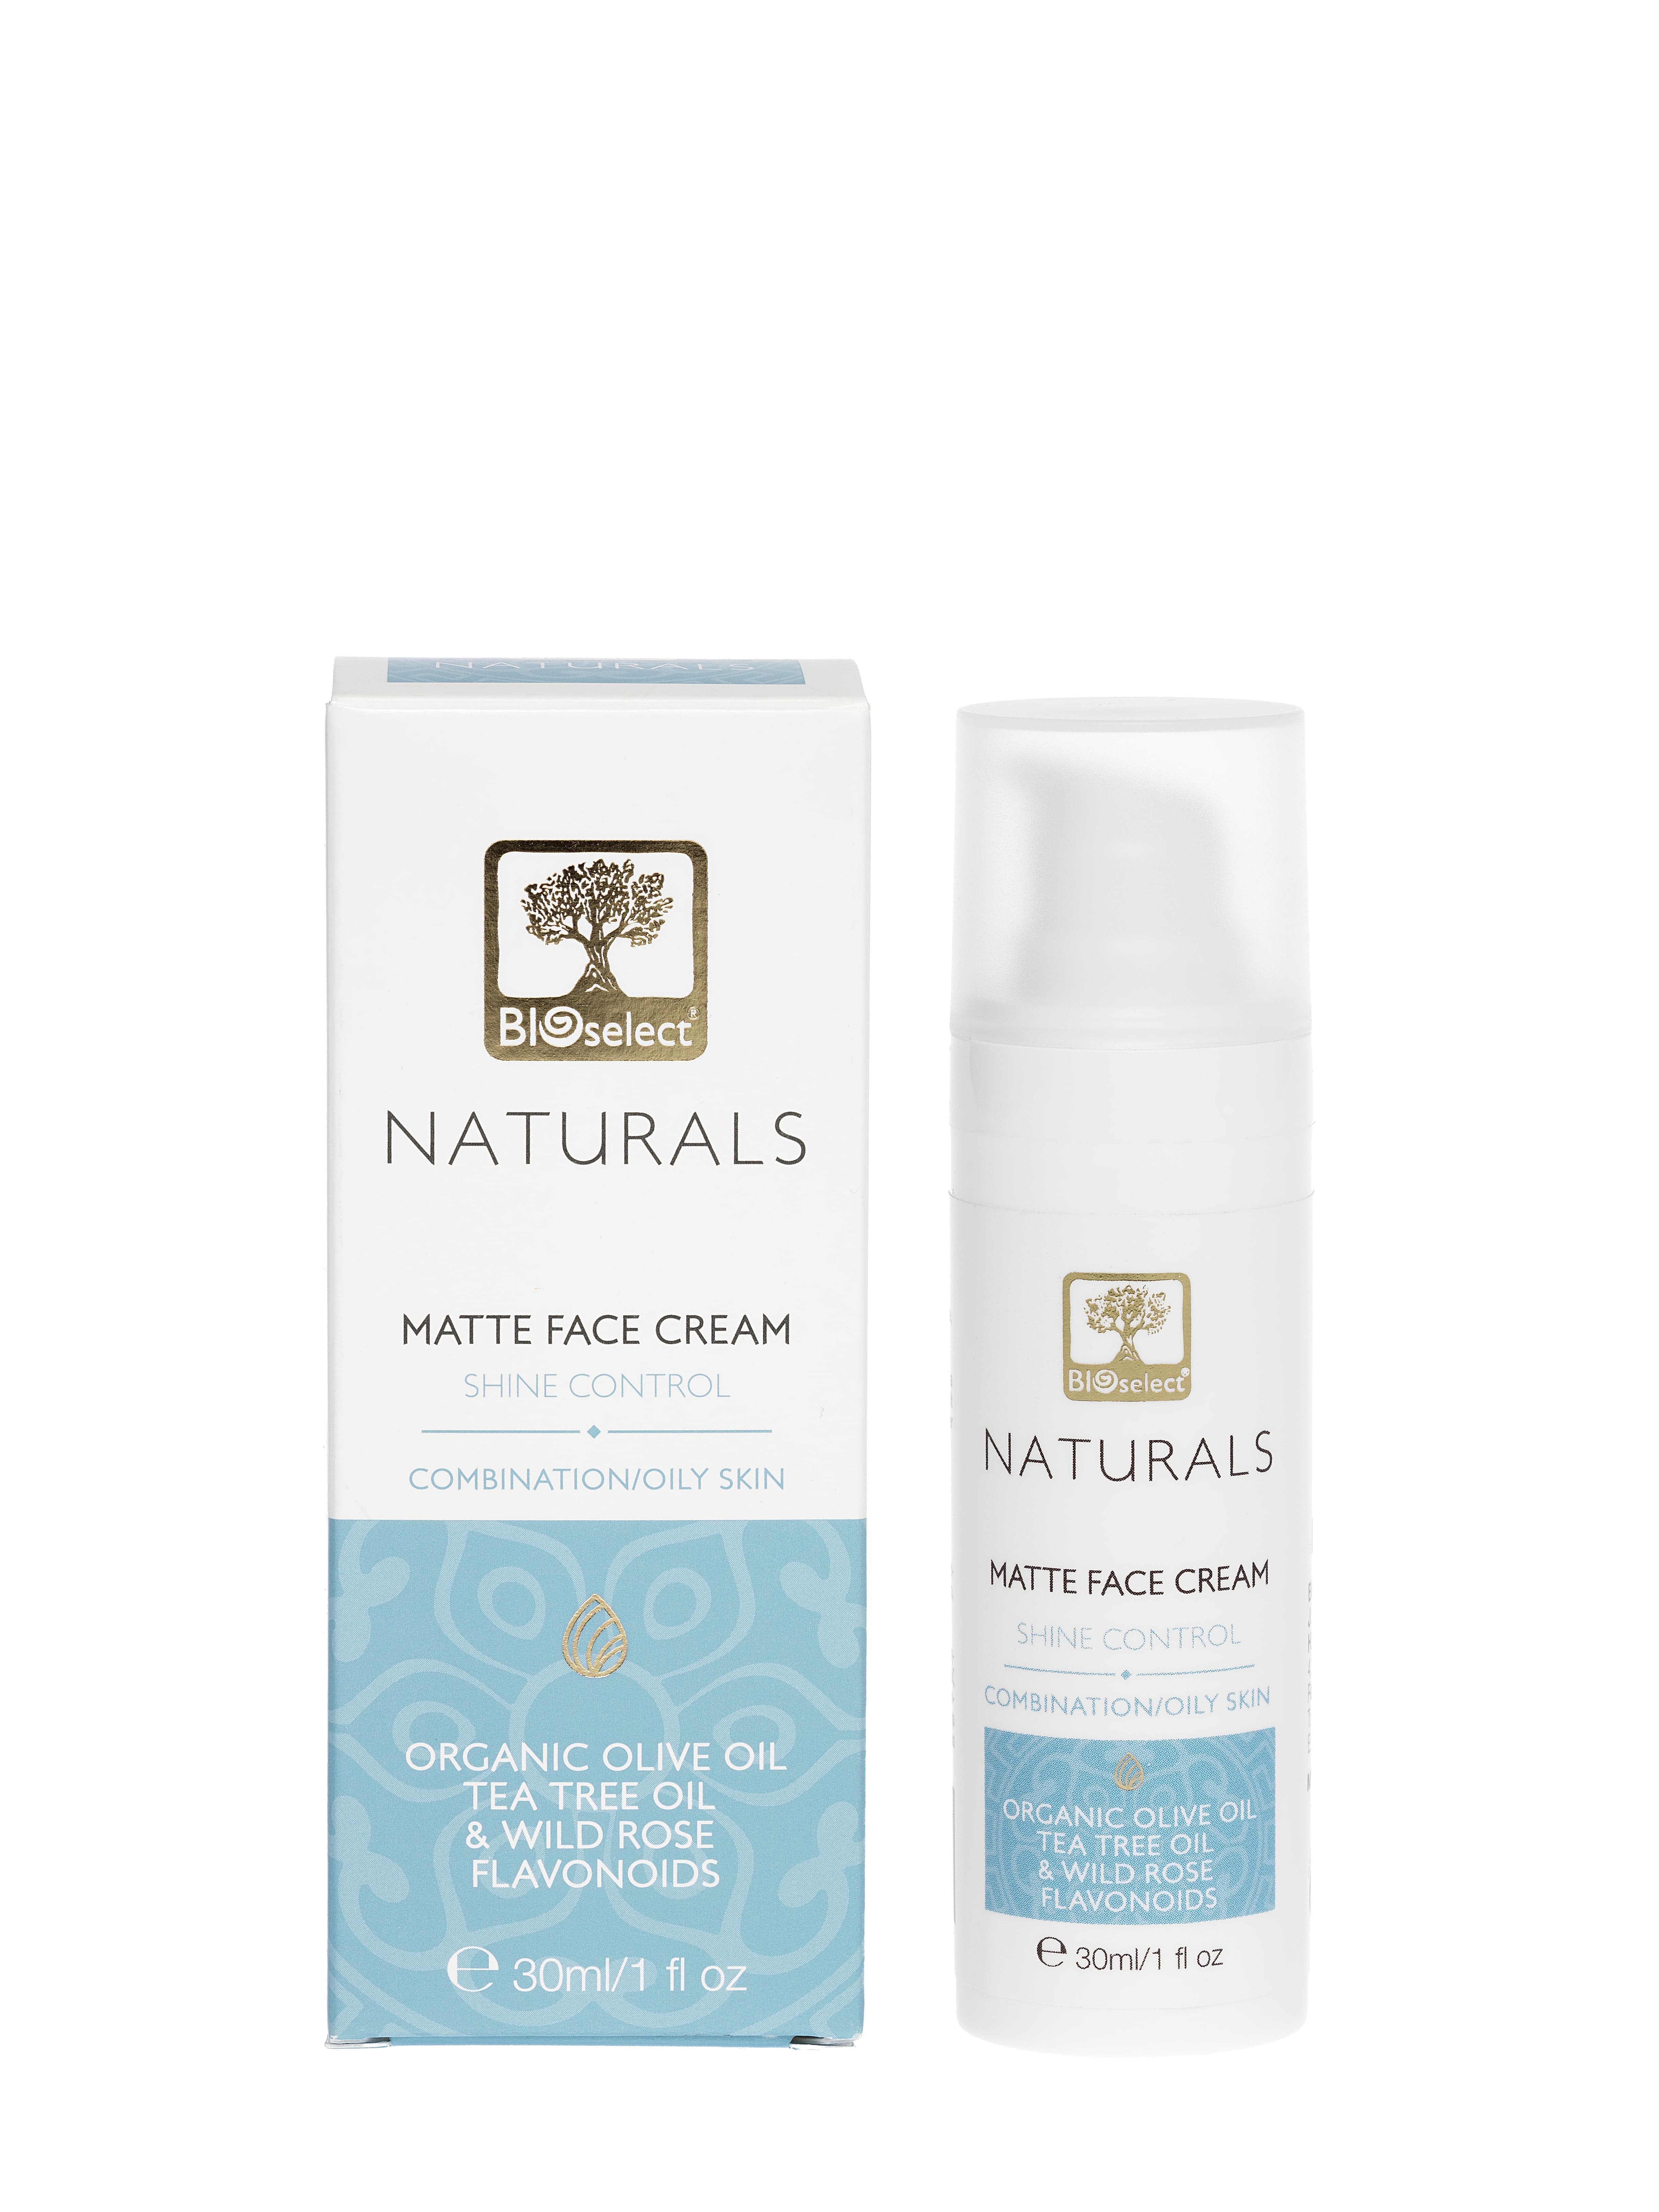 NATURALS
BIOselect®
NATURALS
MATTE FACE CREAM
SHINE CONTROL
COMBINATION/OILY SKIN
ORGANIC OLIVE OIL
TEA TREE OIL
& WILD ROSE
FLAVONOIDS
℮ 30ml/1 fl oz
BIOselect®
NATURALS
MATTE FACE CREAM
SHINE CONTROL
COMBINATION/OILY SKIN
ORGANIC OLIVE OIL
TEA TREE OIL
& WILD ROSE
FLAVONOIDS
℮ 30ml/1 fl oz